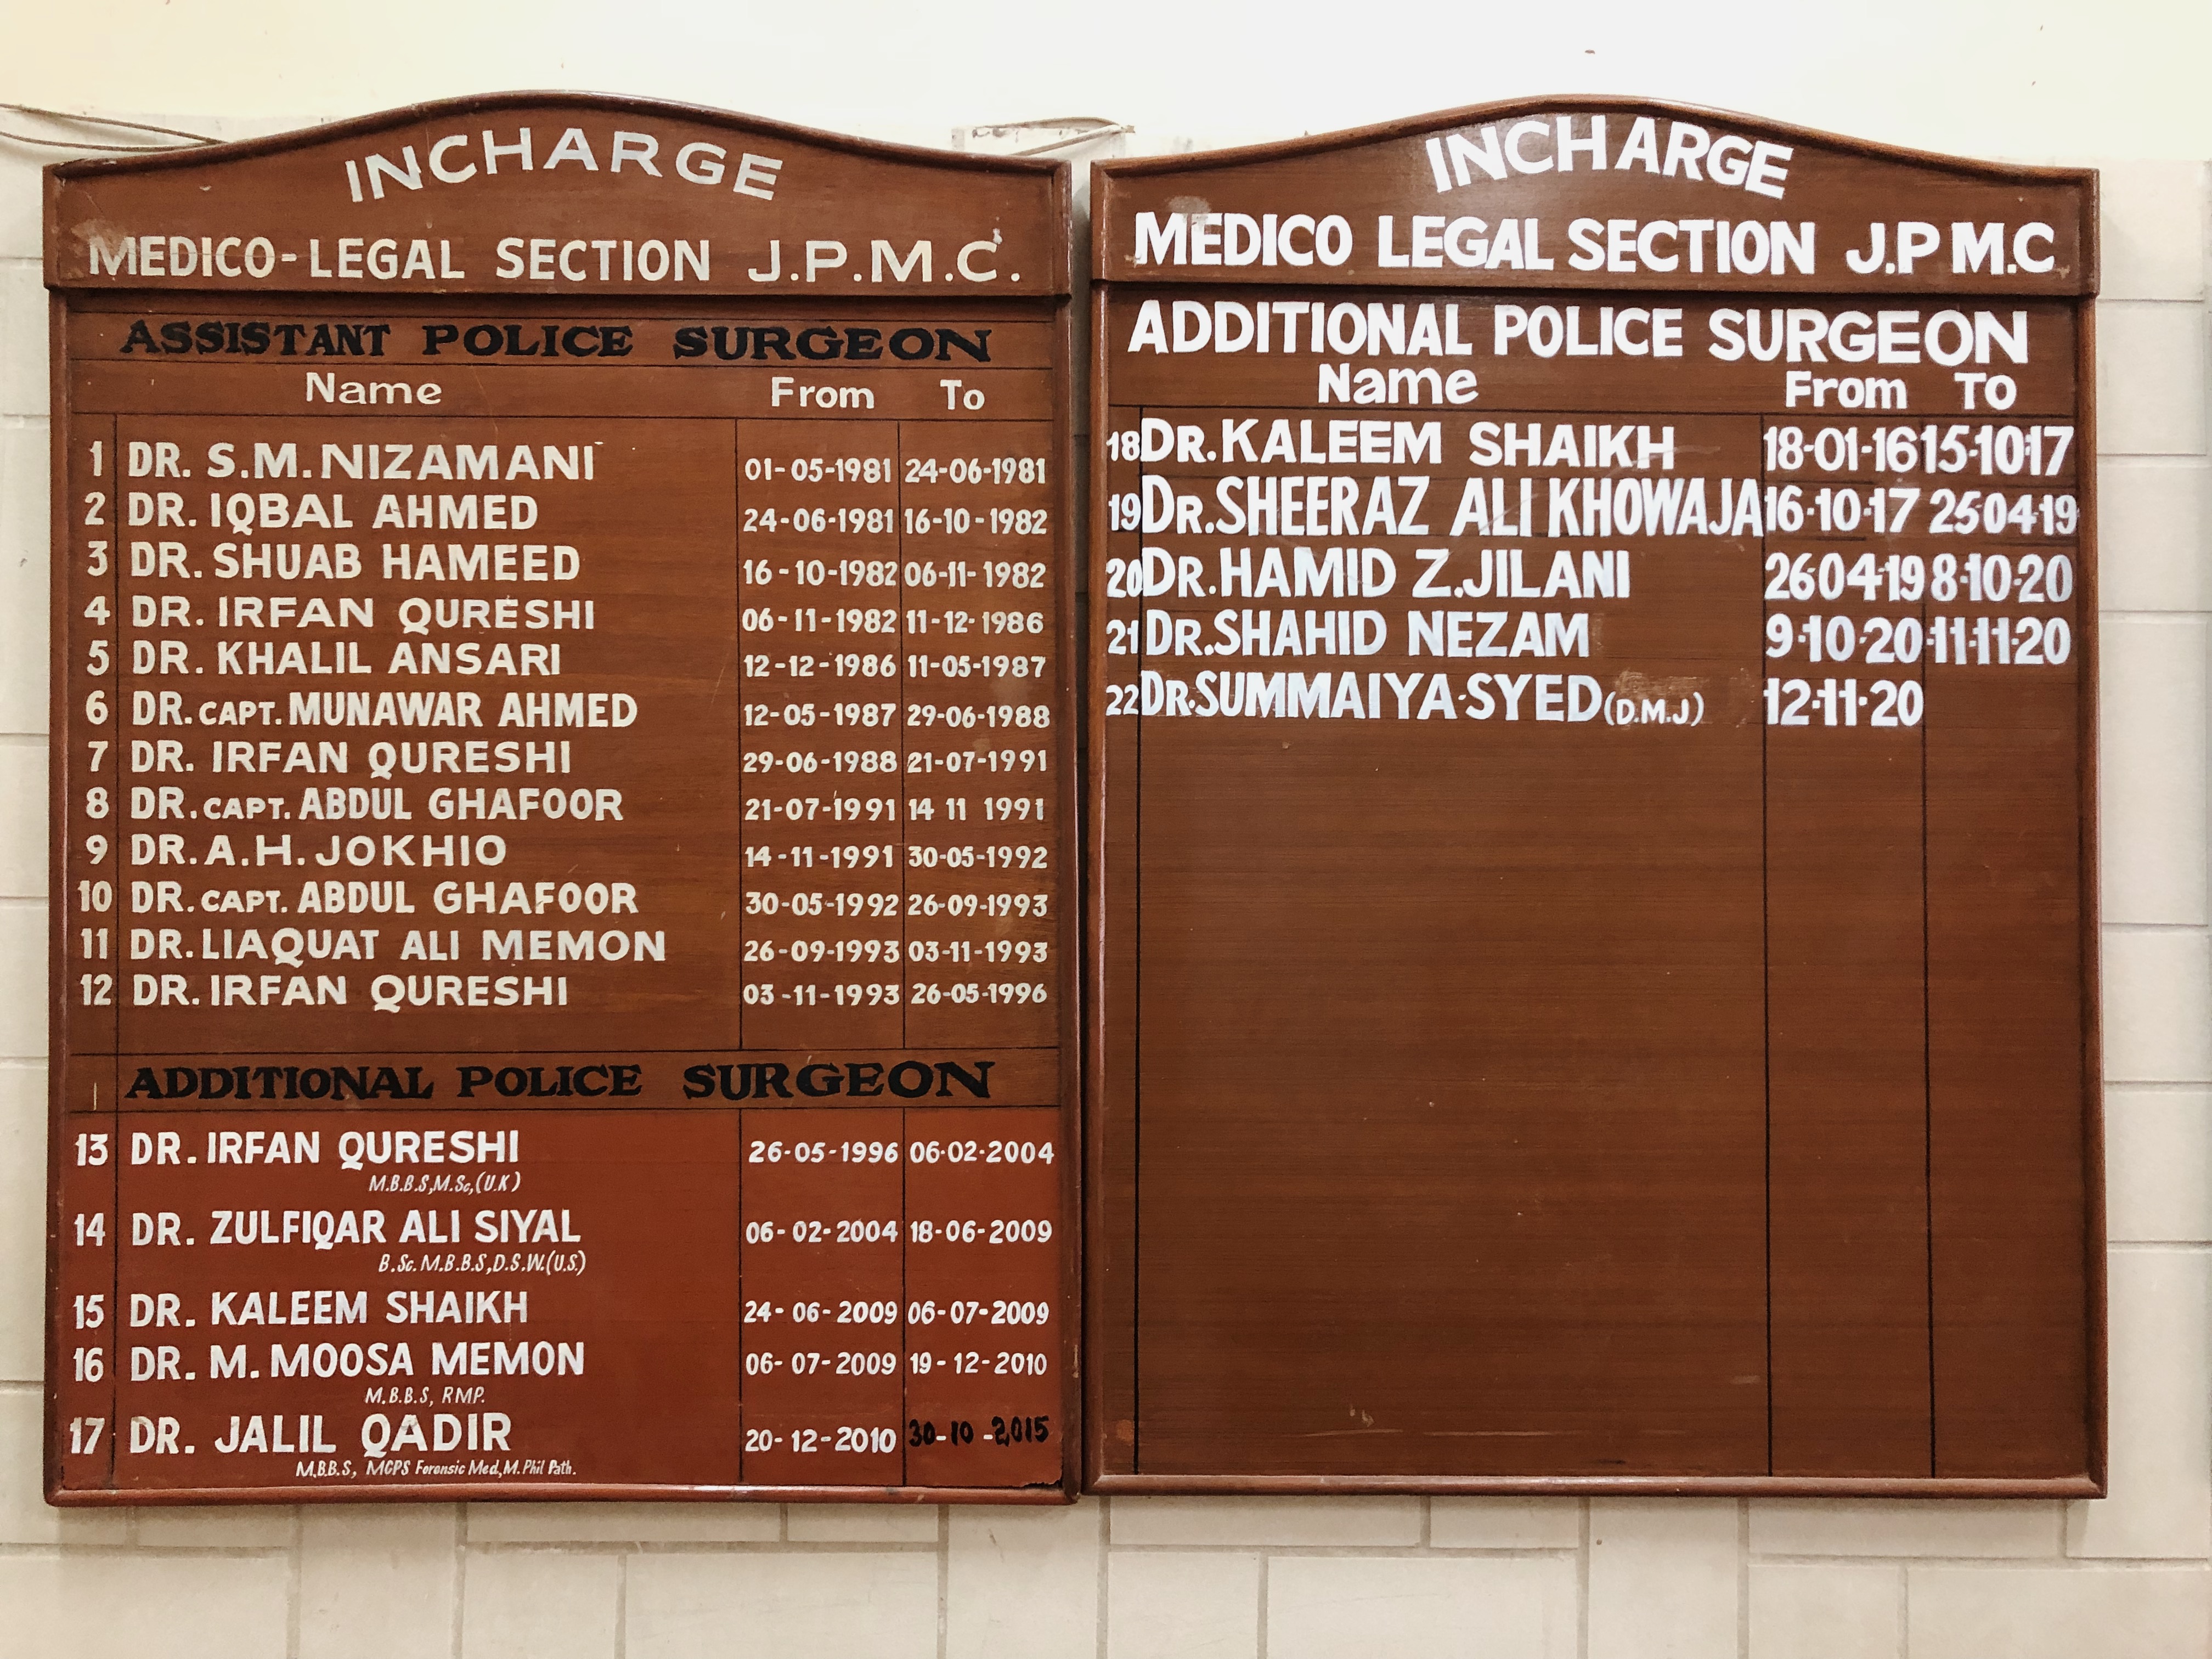 INCHARGE
MEDICO-LEGAL SECTION J.P.M.C.
ASSISTANT POLICE SURGEON
Name From To
1 DR. S.M. NIZAMANI 01-05-1981 24-06-1981
2 DR. IQBAL AHMED 24-06-1981 16-10-1982
3 DR. SHUAB HAMEED 16-10-1982 06-11-1982
4 DR. IRFAN QURESHI 06-11-1982 11-12-1986
5 DR. KHALIL ANSARI 12-12-1986 11-05-1987
6 DR. CAPT. MUNAWAR AHMED 12-05-1987 29-06-1988
7 DR. IRFAN QURESHI 29-06-1988 21-07-1991
8 DR. CAPT. ABDUL GHAFOOR 21-07-1991 14 11 1991
9 DR. A.H. JOKHIO 14-11-1991 30-05-1992
10 DR. CAPT. ABDUL GHAFOOR 30-05-1992 26-09-1993
11 DR. LIAQUAT ALI MEMON 26-09-1993 03-11-1993
12 DR. IRFAN QURESHI 03-11-1993 26-05-1996
ADDITIONAL POLICE SURGEON
13 DR. IRFAN QURESHI 26-05-1996 06-02-2004
M.B.B.S,M.Sc,(U.K)
14 DR. ZULFIQAR ALI SIYAL 06-02-2004 18-06-2009
B.Sc. M.B.B.S,D.S.W.(U.S.)
15 DR. KALEEM SHAIKH 24-06-2009 06-07-2009
16 DR. M. MOOSA MEMON 06-07-2009 19-12-2010
M.B.B.S, RMP.
17 DR. JALIL QADIR 20-12-2010 30-10-2015
M.B.B.S, MCPS Forensic Med,M.Phil Path.
INCHARGE
MEDICO LEGAL SECTION J.P M.C
ADDITIONAL POLICE SURGEON
Name From To
18 DR. KALEEM SHAIKH 18-01-16 15-10-17
19 DR. SHEERAZ ALI KHOWAJA 16-10-17 25-04-19
20 DR. HAMID Z.JILANI 26-04-19 8-10-20
21 DR. SHAHID NEZAM 9-10-20 11-11-20
22 DR. SUMMAIYA SYED (D.M.J) 12-11-20